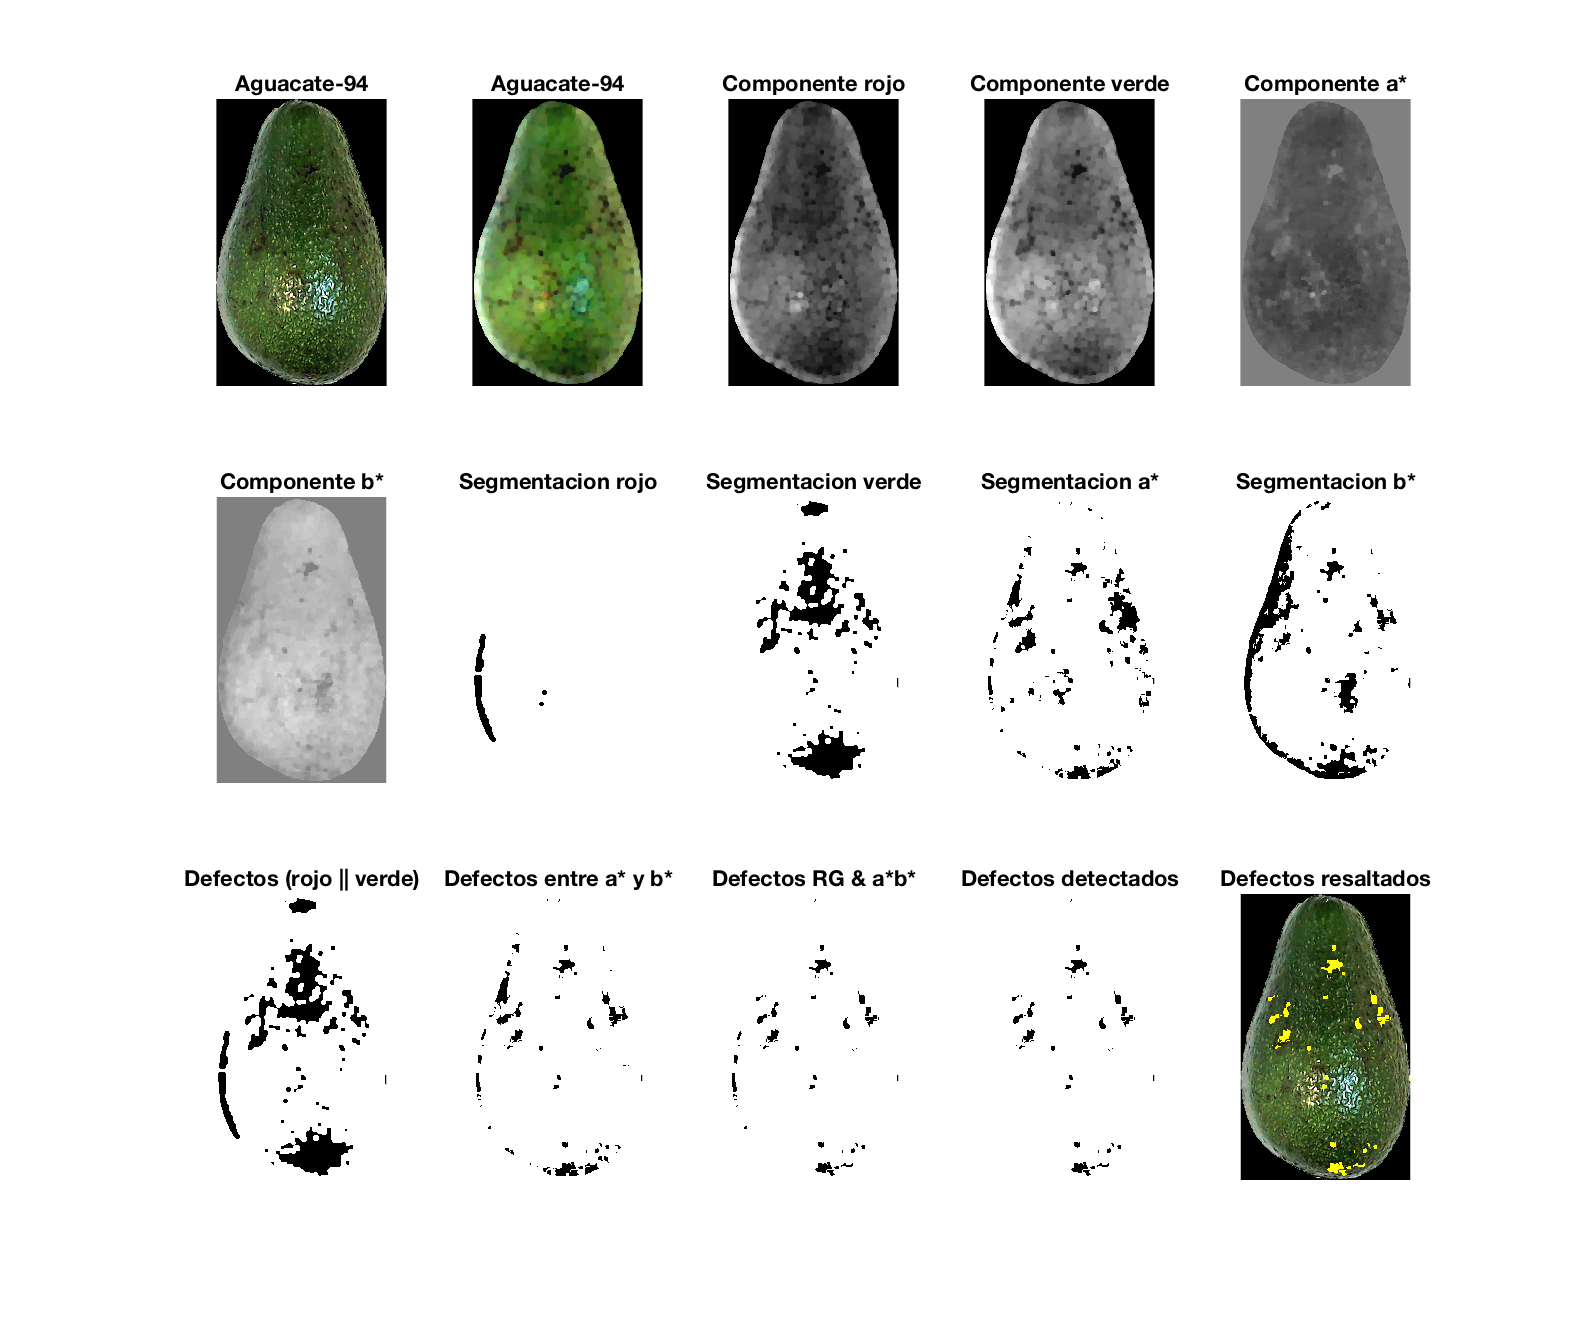 Aguacate-94
Aguacate-94
Componente rojo
Componente verde
Componente a*
Componente b*
Segmentacion rojo
Segmentacion verde
Segmentacion a*
Segmentacion b*
Defectos (rojo || verde)
Defectos entre a* y b*
Defectos RG & a*b*
Defectos detectados
Defectos resaltados